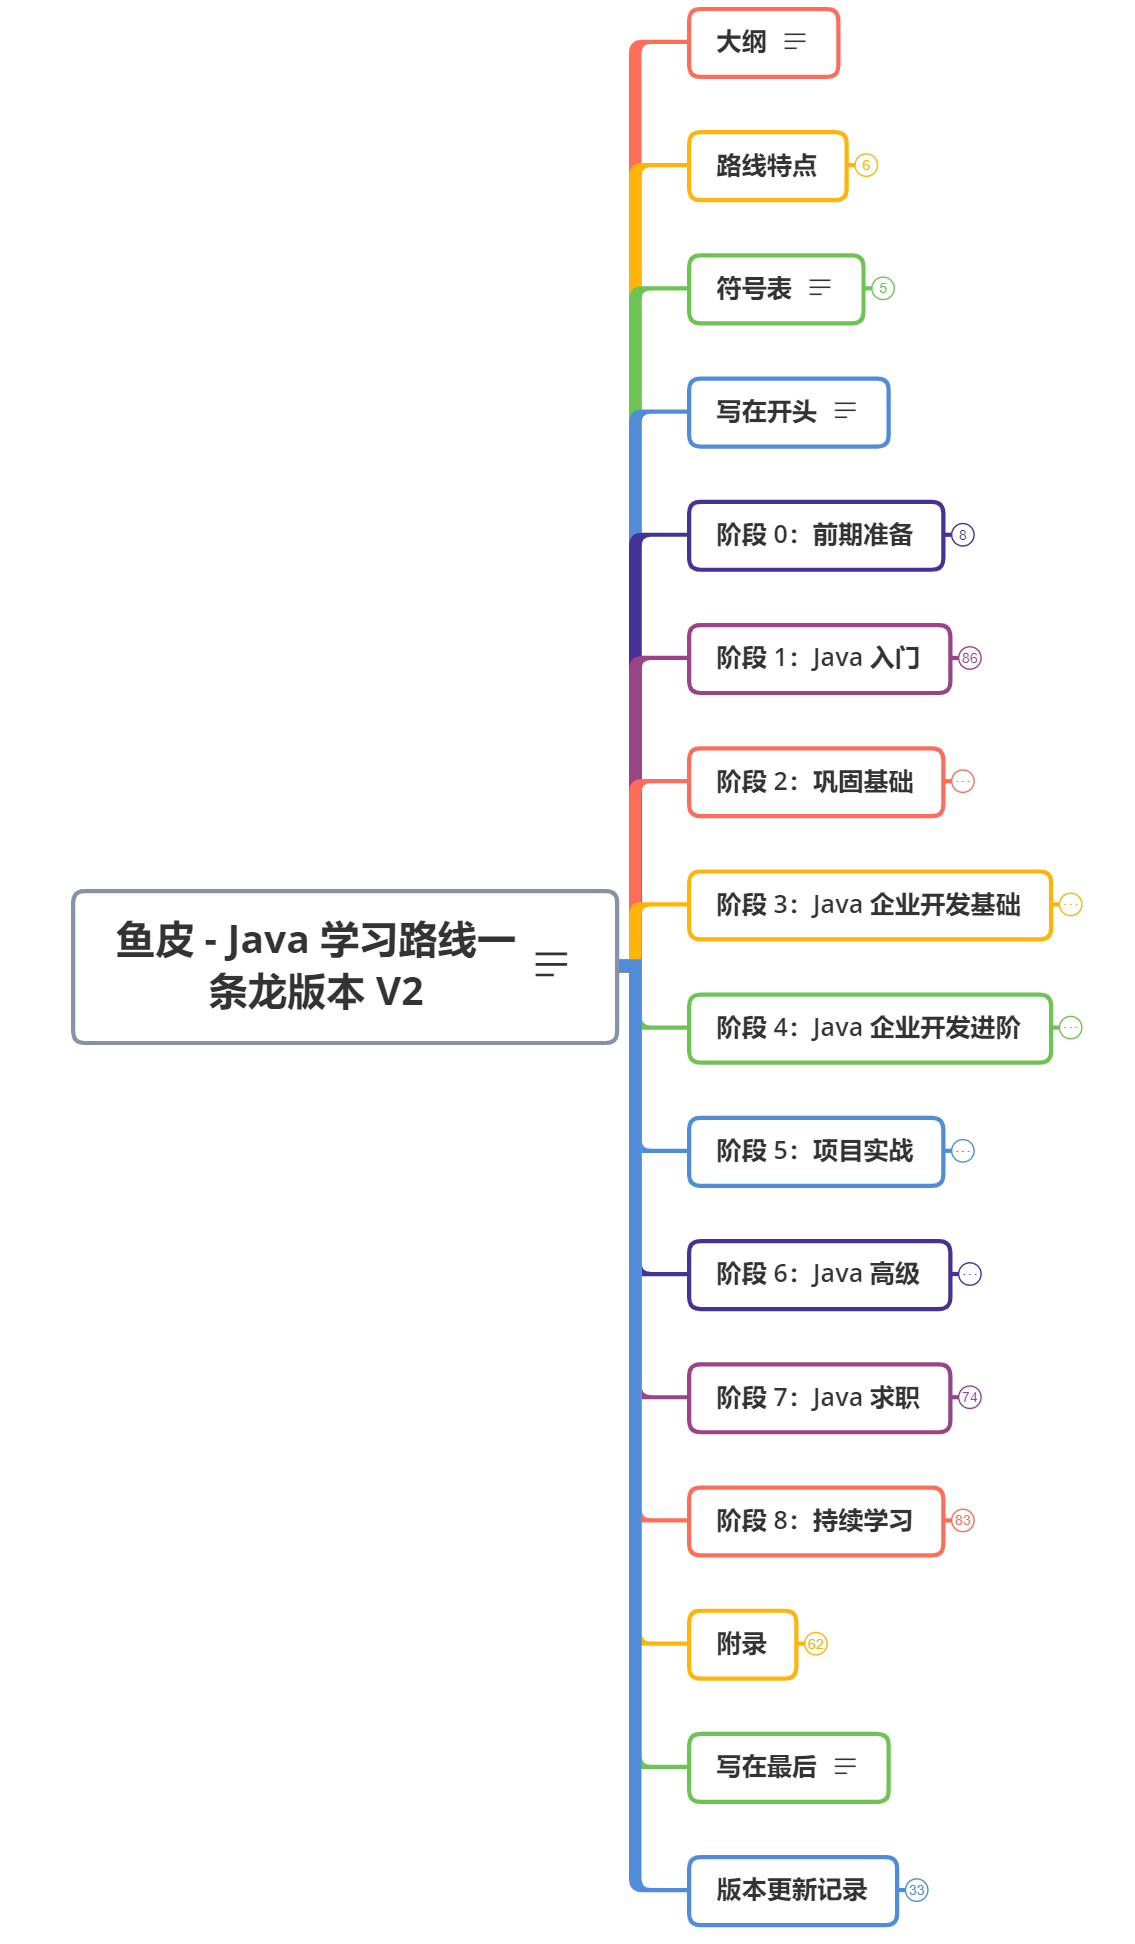 大纲
路线特点 6
符号表 5
写在开头
阶段 0：前期准备 8
阶段 1：Java 入门 86
阶段 2：巩固基础 ...
阶段 3：Java 企业开发基础 ...
鱼皮 - Java 学习路线一
条龙版本 V2
阶段 4：Java 企业开发进阶 ...
阶段 5：项目实战 ...
阶段 6：Java 高级 ...
阶段 7：Java 求职 74
阶段 8：持续学习 83
附录 62
写在最后
版本更新记录 33